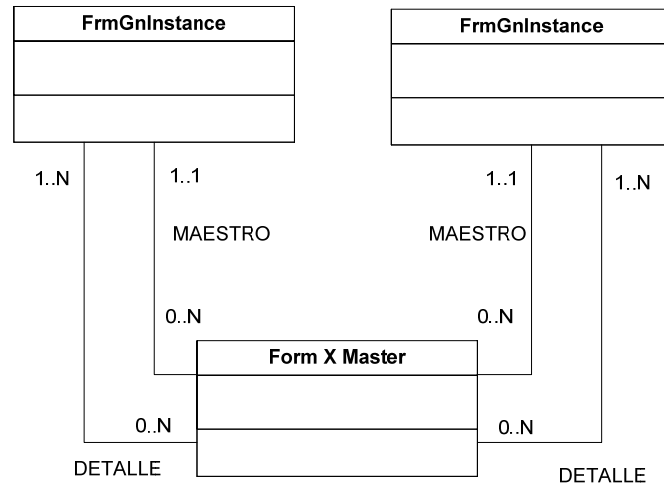 FrmGnInstance
FrmGnInstance
1..N
1..1
1..1
1..N
MAESTRO
MAESTRO
0..N
0..N
Form X Master
0..N
0..N
DETALLE
DETALLE